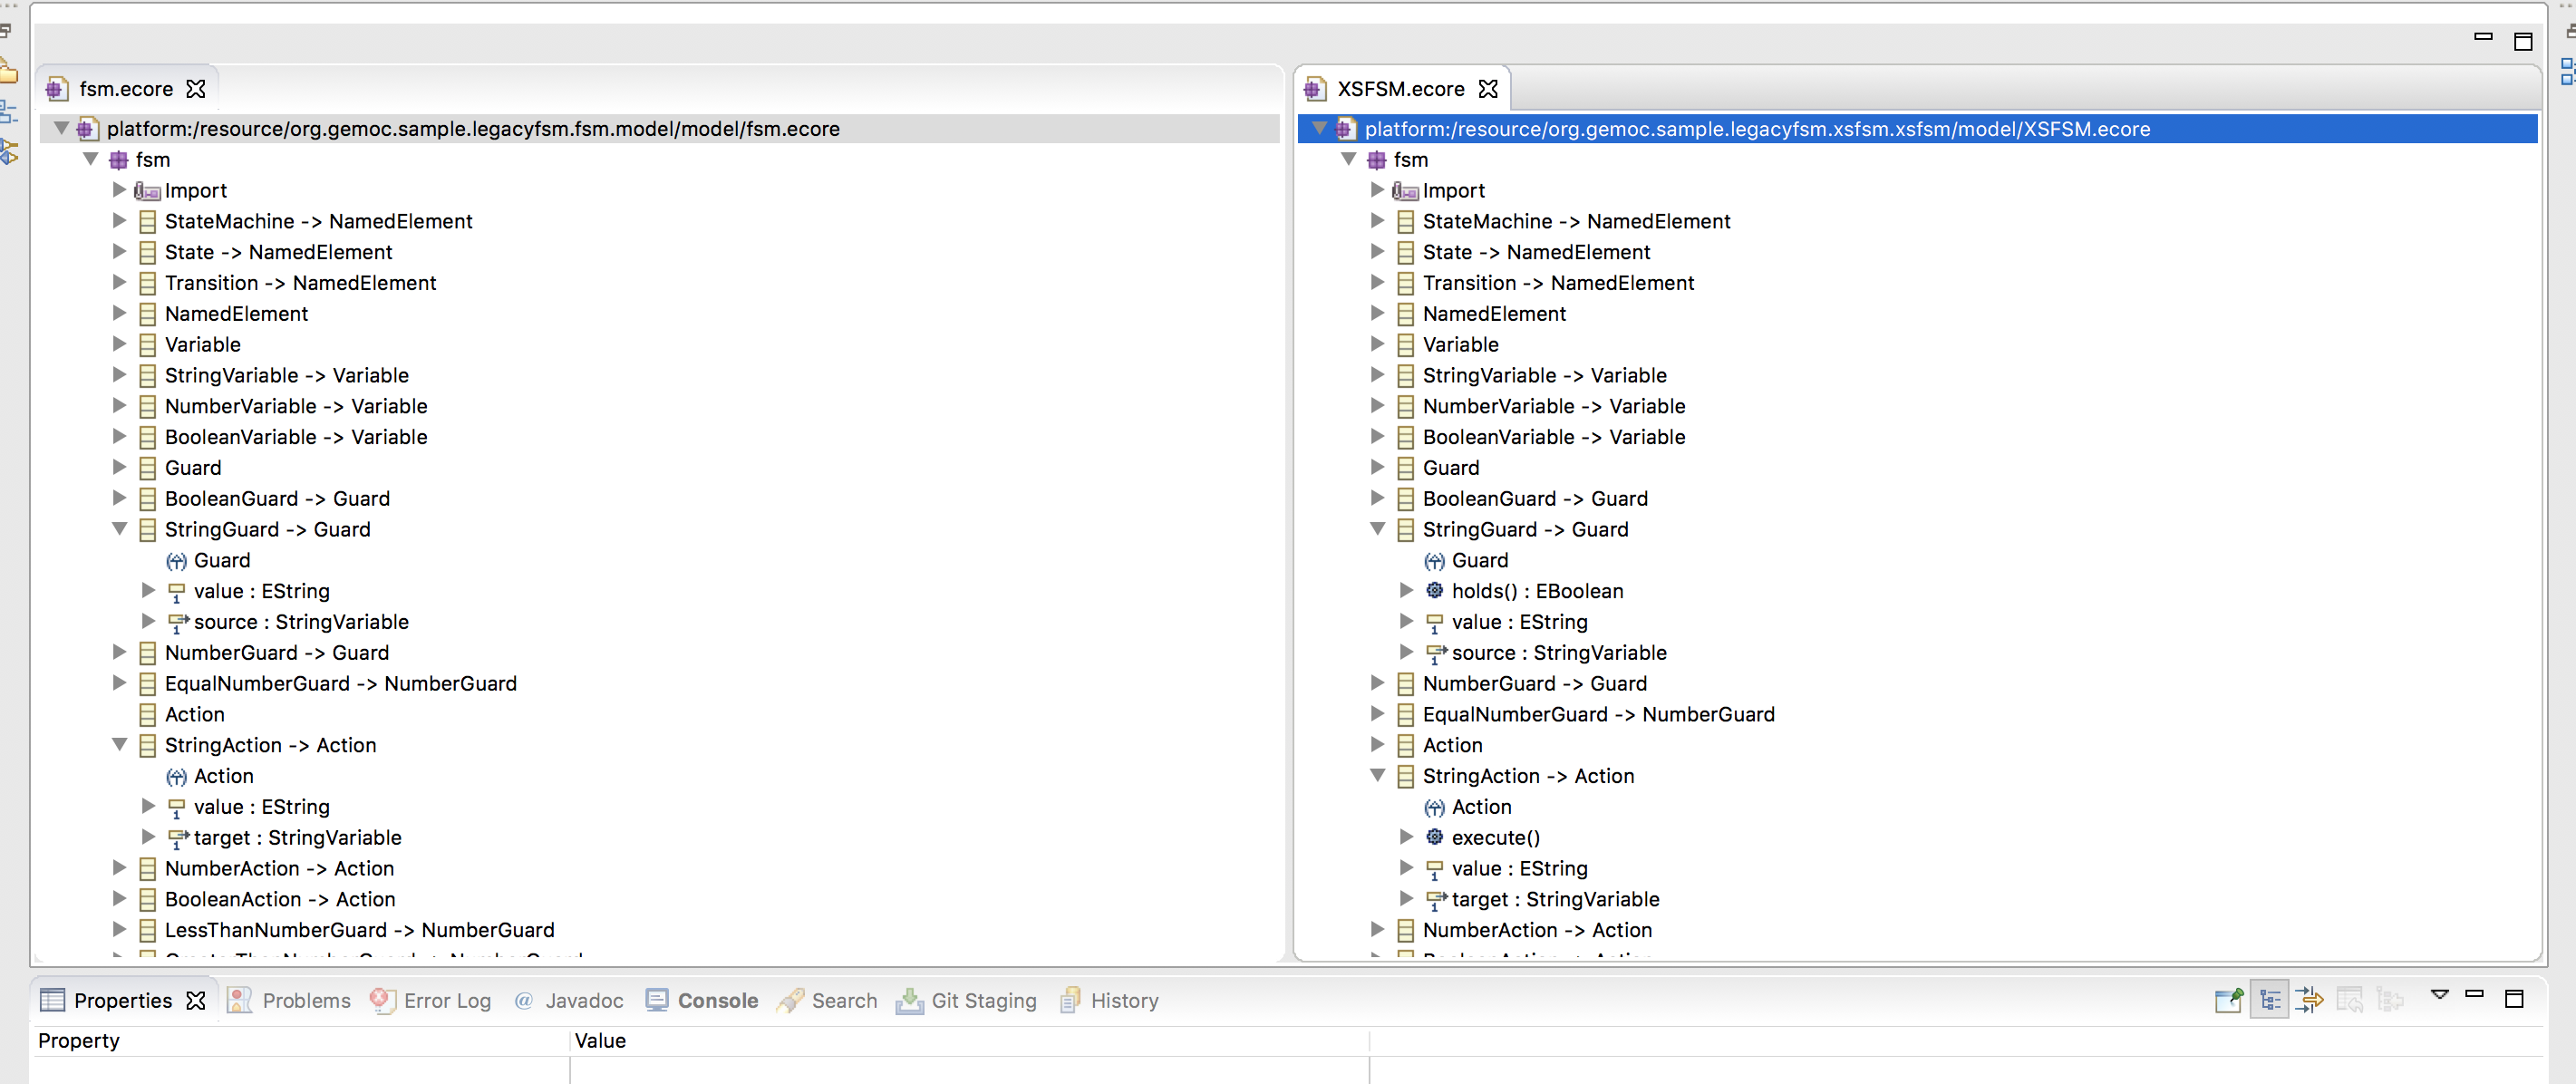 fsm.ecore
platform:/resource/org.gemoc.sample.legacyfsm.fsm.model/model/fsm.ecore
fsm
Import
StateMachine -> NamedElement
State -> NamedElement
Transition -> NamedElement
NamedElement
Variable
StringVariable -> Variable
NumberVariable -> Variable
BooleanVariable -> Variable
Guard
BooleanGuard -> Guard
StringGuard -> Guard
Guard
value : EString
source : StringVariable
NumberGuard -> Guard
EqualNumberGuard -> NumberGuard
Action
StringAction -> Action
Action
value : EString
target : StringVariable
NumberAction -> Action
BooleanAction -> Action
LessThanNumberGuard -> NumberGuard
XSFSM.ecore
platform:/resource/org.gemoc.sample.legacyfsm.xsfsm.xsfsm/model/XSFSM.ecore
fsm
Import
StateMachine -> NamedElement
State -> NamedElement
Transition -> NamedElement
NamedElement
Variable
StringVariable -> Variable
NumberVariable -> Variable
BooleanVariable -> Variable
Guard
BooleanGuard -> Guard
StringGuard -> Guard
Guard
holds() : EBoolean
value : EString
source : StringVariable
NumberGuard -> Guard
EqualNumberGuard -> NumberGuard
Action
StringAction -> Action
Action
execute()
value : EString
target : StringVariable
NumberAction -> Action
Properties Problems Error Log @ Javadoc Console Search Git Staging History
Property Value